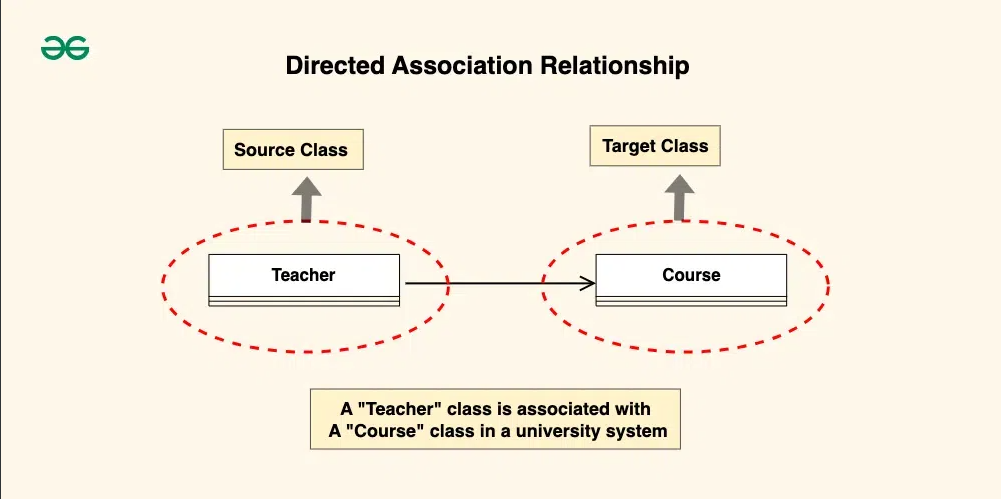 Directed Association Relationship
Source Class
Target Class
Teacher
Course
A "Teacher" class is associated with
A "Course" class in a university system